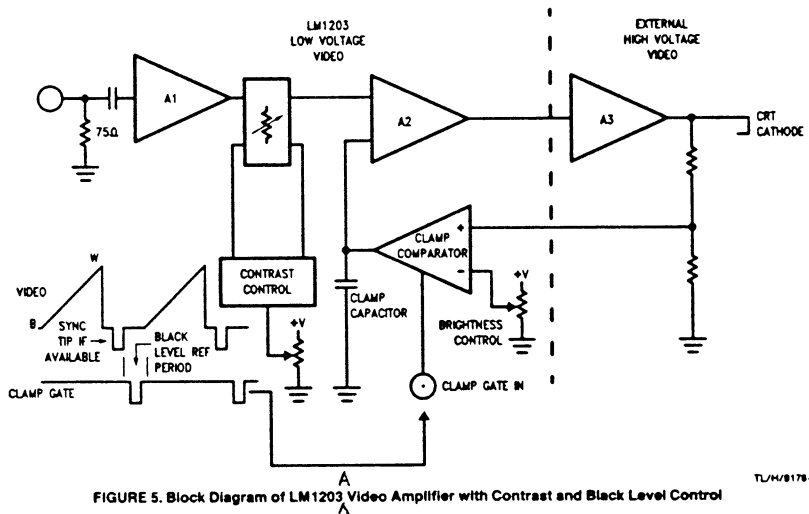 LM1203
LOW VOLTAGE
VIDEO
EXTERNAL
HIGH VOLTAGE
VIDEO
A1
A2
A3
75Ω
CRT
CATHODE
+
CLAMP
COMPARATOR
−
CONTRAST
CONTROL
CLAMP
CAPACITOR
+V
BRIGHTNESS
CONTROL
+V
W
VIDEO
B
SYNC
TIP IF
AVAILABLE
BLACK
LEVEL REF
PERIOD
CLAMP GATE
CLAMP GATE IN
FIGURE 5. Block Diagram of LM1203 Video Amplifier with Contrast and Black Level Control